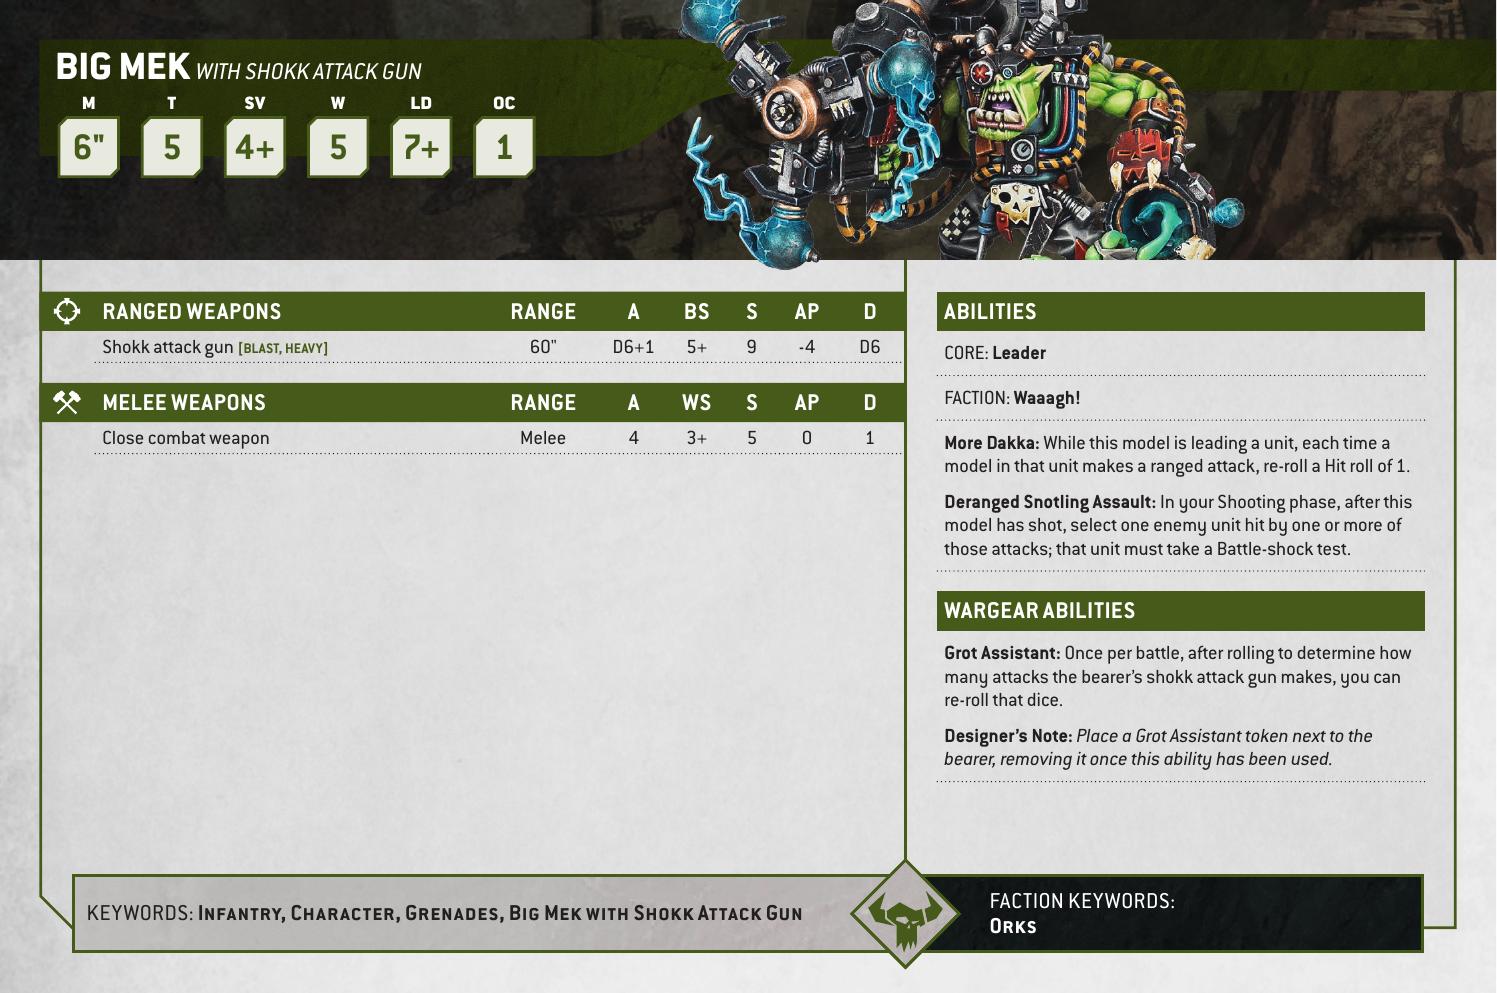 BIG MEK WITH SHOKK ATTACK GUN
M T SV W LD OC
6" 5 4+ 5 7+ 1
RANGED WEAPONS RANGE A BS S AP D
Shokk attack gun [BLAST, HEAVY] 60" D6+1 5+ 9 -4 D6
MELEE WEAPONS RANGE A WS S AP D
Close combat weapon Melee 4 3+ 5 0 1
ABILITIES
CORE: Leader
FACTION: Waaagh!
More Dakka: While this model is leading a unit, each time a
model in that unit makes a ranged attack, re-roll a Hit roll of 1.
Deranged Snotling Assault: In your Shooting phase, after this
model has shot, select one enemy unit hit by one or more of
those attacks; that unit must take a Battle-shock test.
WARGEAR ABILITIES
Grot Assistant: Once per battle, after rolling to determine how
many attacks the bearer’s shokk attack gun makes, you can
re-roll that dice.
Designer’s Note: Place a Grot Assistant token next to the
bearer, removing it once this ability has been used.
KEYWORDS: INFANTRY, CHARACTER, GRENADES, BIG MEK WITH SHOKK ATTACK GUN
FACTION KEYWORDS:
ORKS